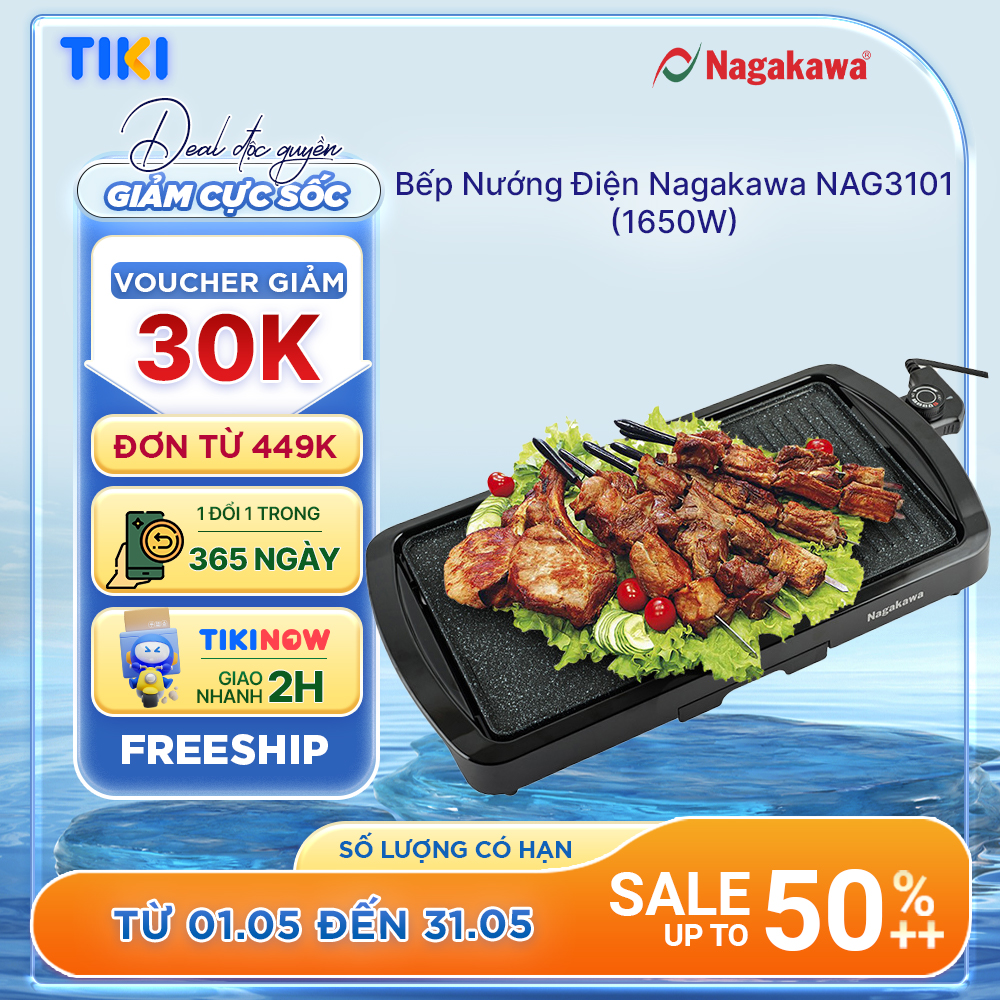 TIKI
Nagakawa®
Deal độc quyền
GIẢM CỰC SỐC
Bếp Nướng Điện Nagakawa NAG3101
(1650W)
VOUCHER GIẢM
30K
ĐƠN TỪ 449K
1 ĐỔI 1 TRONG
365 NGÀY
TIKINOW
GIAO
NHANH 2H
FREESHIP
Nagakawa
SỐ LƯỢNG CÓ HẠN
TỪ 01.05 ĐẾN 31.05
SALE
UP TO 50%++